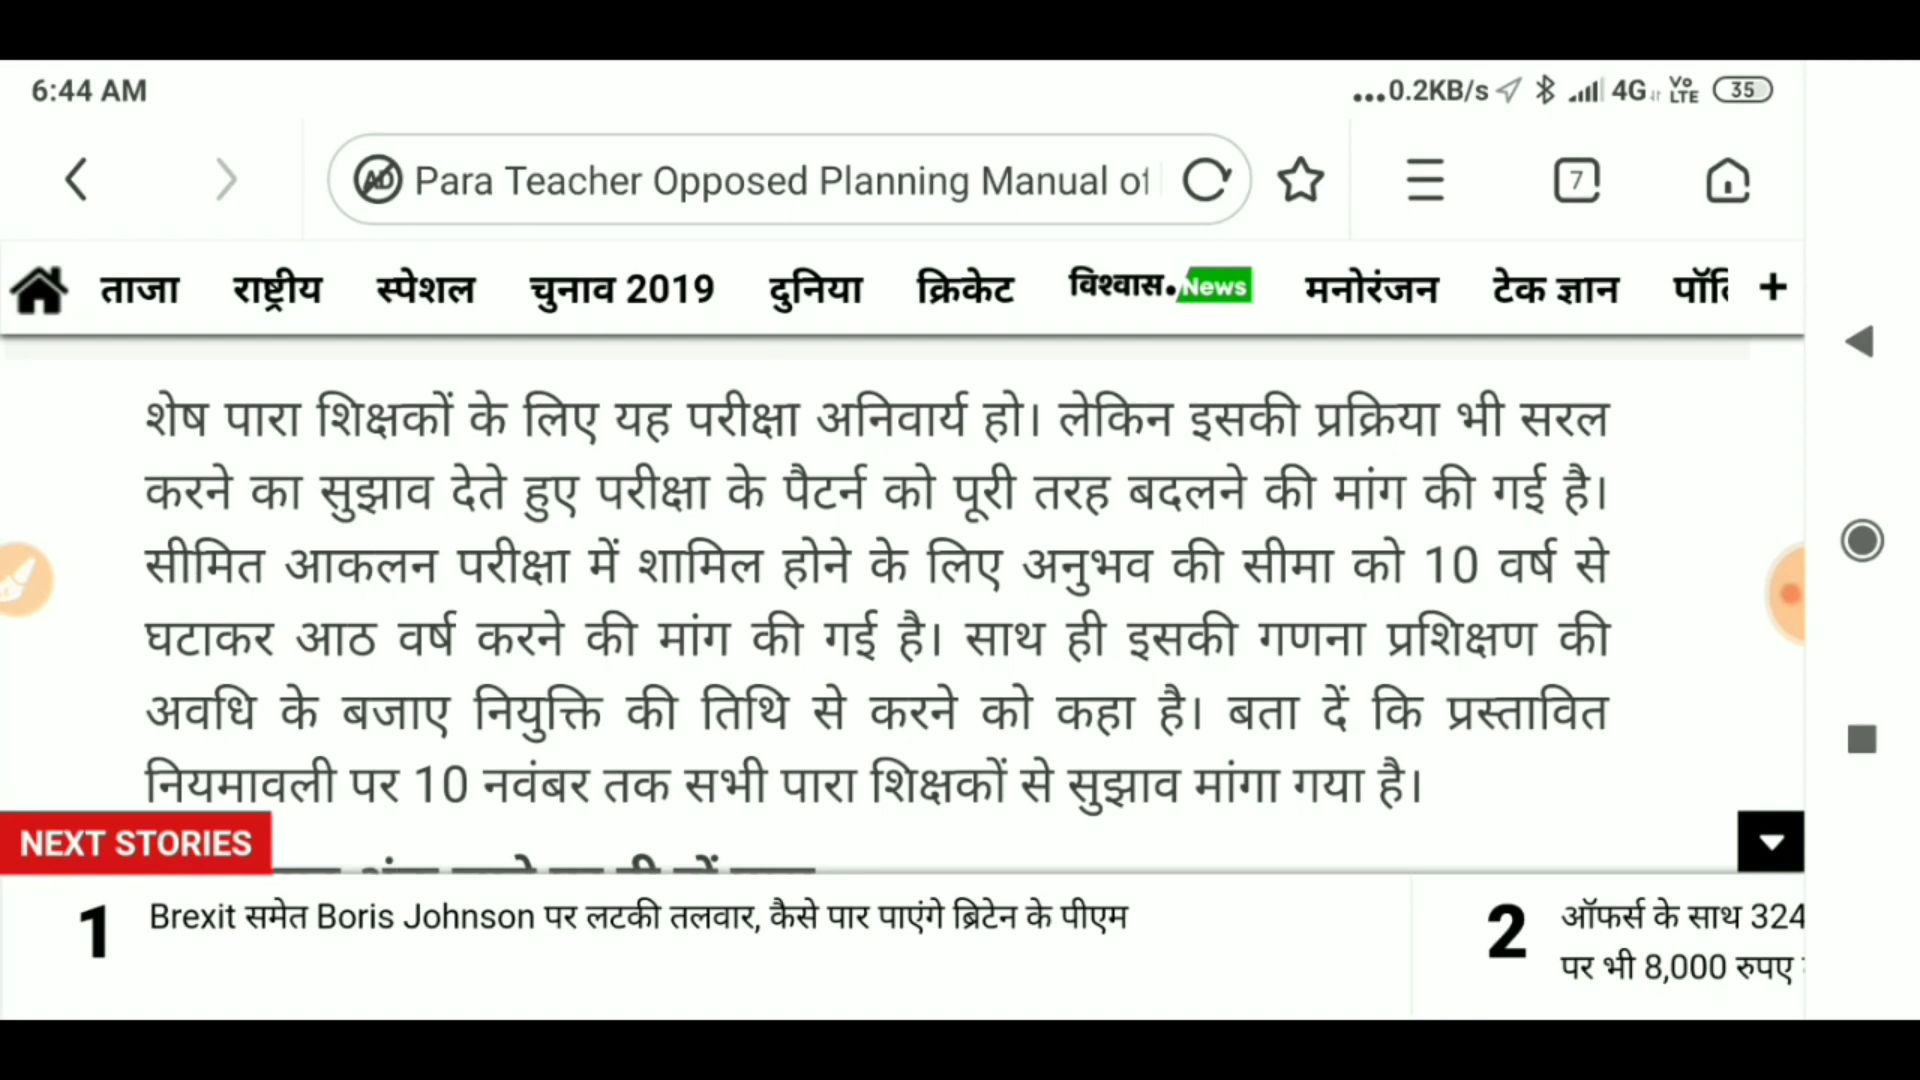 6:44 AM
...0.2KB/s 4G Vo LTE 35
AD Para Teacher Opposed Planning Manual of 7
ताजा राष्ट्रीय स्पेशल चुनाव 2019 दुनिया क्रिकेट विश्वास.News मनोरंजन टेक ज्ञान +
शेष पारा शिक्षकों के लिए यह परीक्षा अनिवार्य हो। लेकिन इसकी प्रक्रिया भी सरल
करने का सुझाव देते हुए परीक्षा के पैटर्न को पूरी तरह बदलने की मांग की गई है।
सीमित आकलन परीक्षा में शामिल होने के लिए अनुभव की सीमा को 10 वर्ष से
घटाकर आठ वर्ष करने की मांग की गई है। साथ ही इसकी गणना प्रशिक्षण की
अवधि के बजाए नियुक्ति की तिथि से करने को कहा है। बता दें कि प्रस्तावित
नियमावली पर 10 नवंबर तक सभी पारा शिक्षकों से सुझाव मांगा गया है।
NEXT STORIES
1 Brexit समेत Boris Johnson पर लटकी तलवार, कैसे पार पाएंगे ब्रिटेन के पीएम
2 ऑफर्स के साथ 324
पर भी 8,000 रुपए